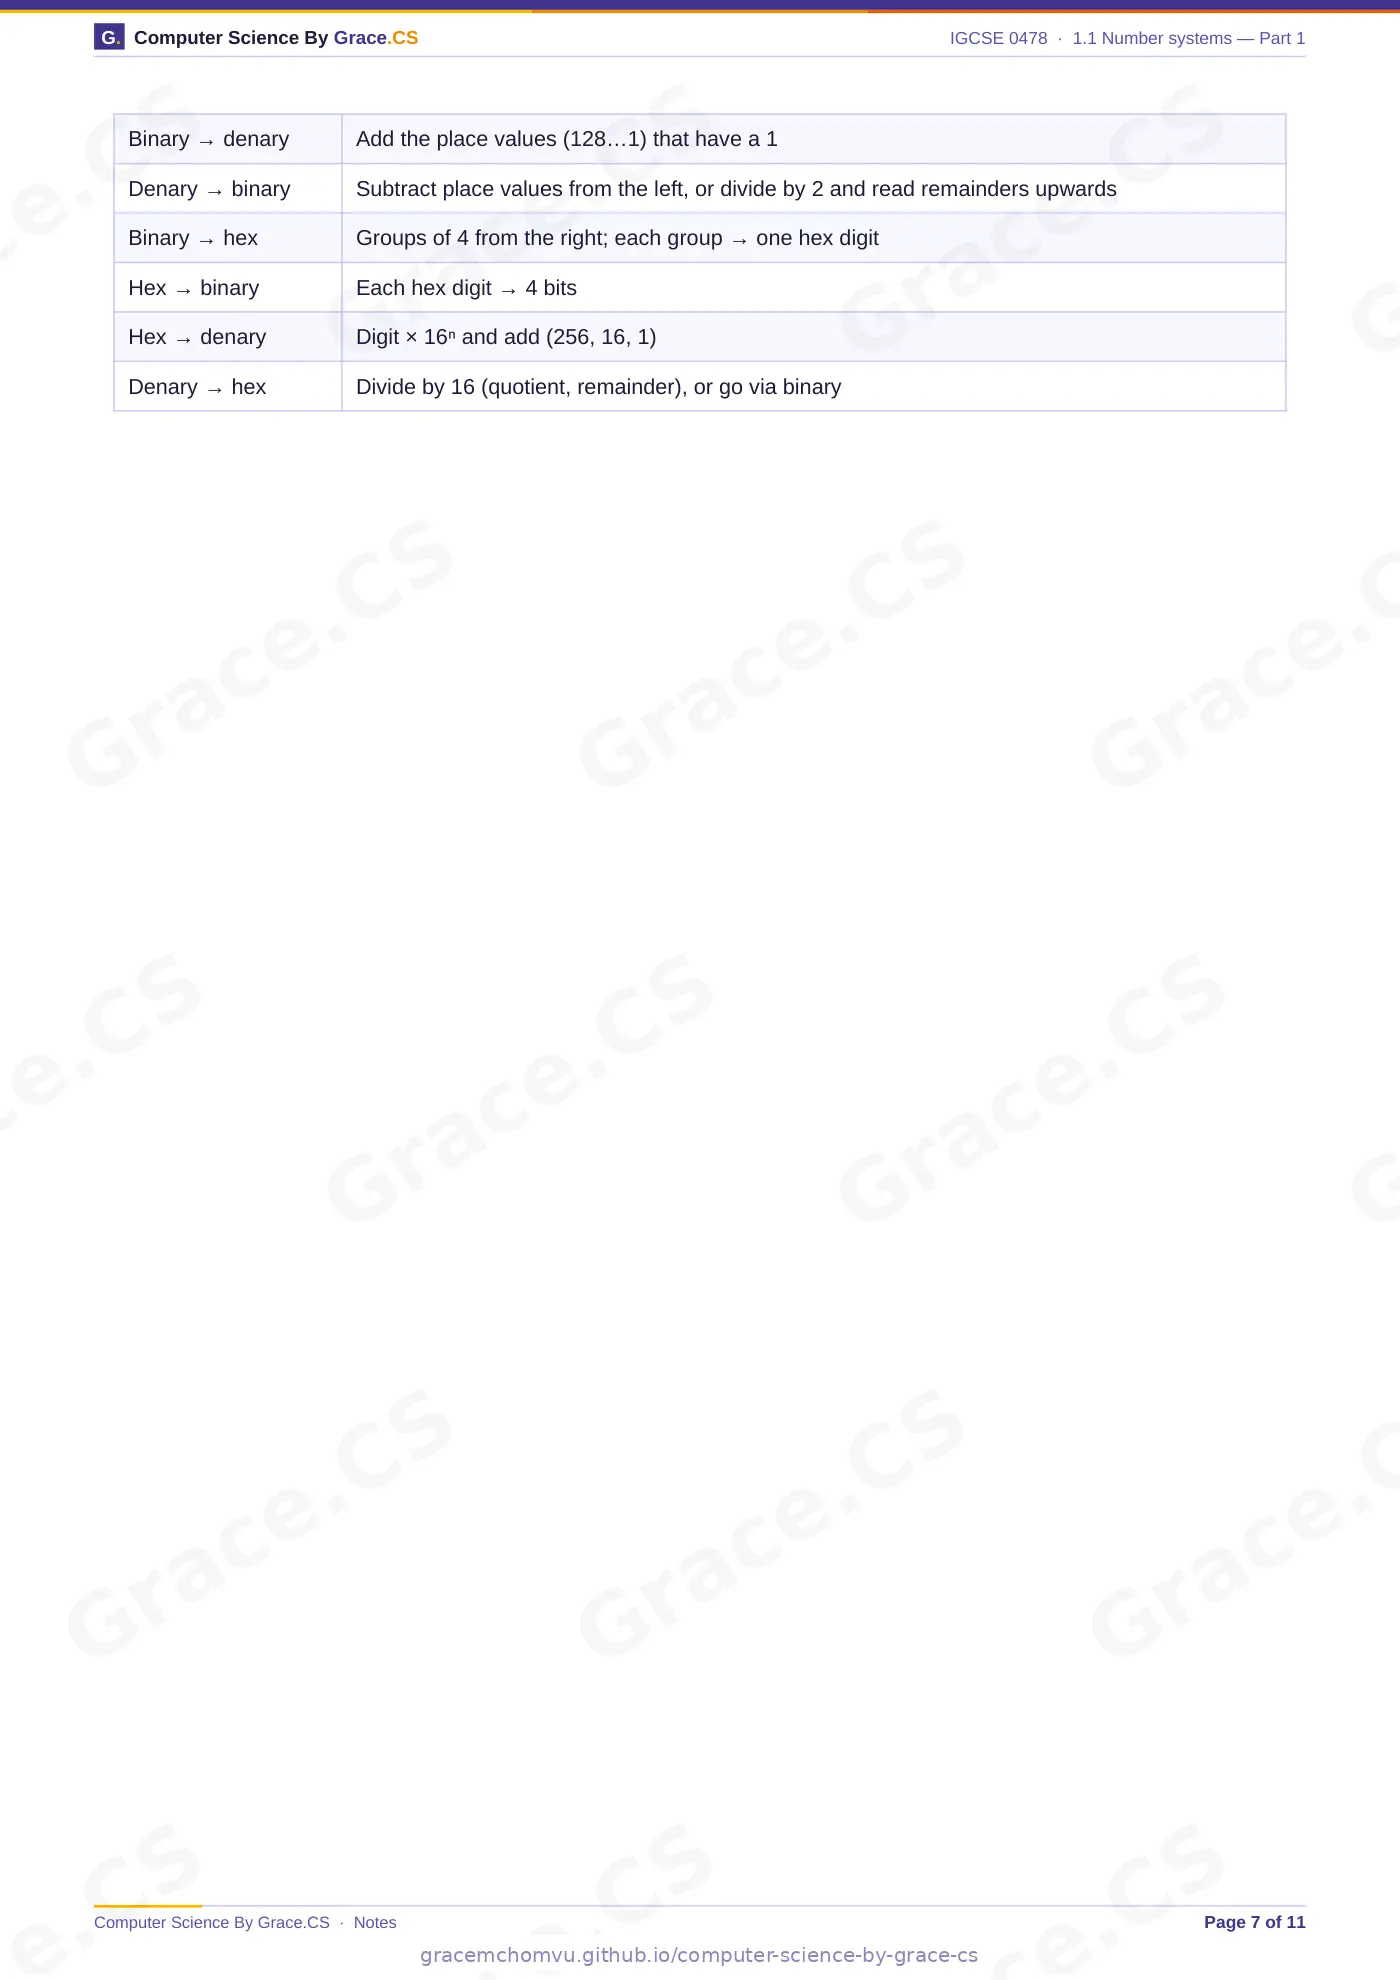 G. Computer Science By Grace.CS
IGCSE 0478 · 1.1 Number systems — Part 1
Binary → denary Add the place values (128…1) that have a 1
Denary → binary Subtract place values from the left, or divide by 2 and read remainders upwards
Binary → hex Groups of 4 from the right; each group → one hex digit
Hex → binary Each hex digit → 4 bits
Hex → denary Digit × 16ⁿ and add (256, 16, 1)
Denary → hex Divide by 16 (quotient, remainder), or go via binary
Grace.CS
Computer Science By Grace.CS · Notes
Page 7 of 11
gracemchomvu.github.io/computer-science-by-grace-cs